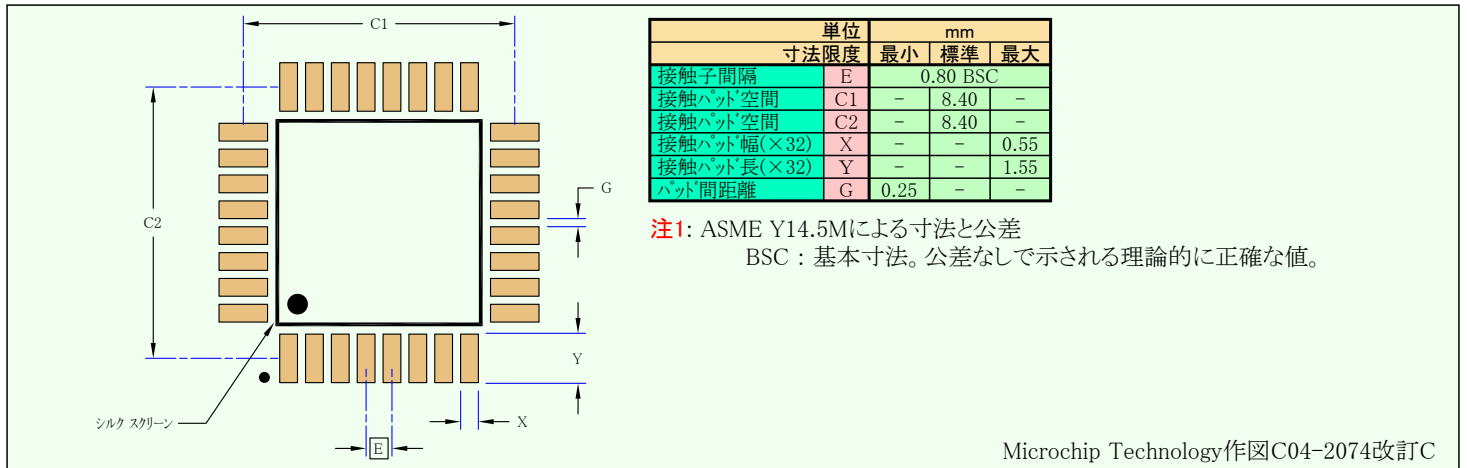 C1
C2
G
Y
X
E
シルク スクリーン
単位 mm
寸法限度 最小 標準 最大
接触子間隔 E 0.80 BSC
接触パッド空間 C1 - 8.40 -
接触パッド空間 C2 - 8.40 -
接触パッド幅(×32) X - - 0.55
接触パッド長(×32) Y - - 1.55
パッド間距離 G 0.25 - -
注1: ASME Y14.5Mによる寸法と公差
BSC : 基本寸法。公差なしで示される理論的に正確な値。
Microchip Technology作図C04-2074改訂C